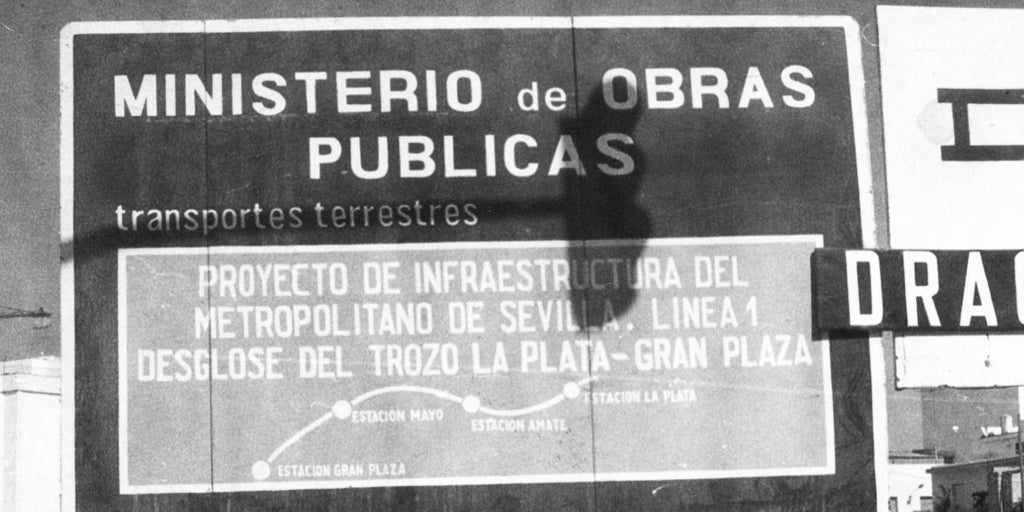 MINISTERIO de OBRAS
PUBLICAS
transportes terrestres
PROYECTO DE INFRAESTRUCTURA DEL
METROPOLITANO DE SEVILLA. LINEA 1
DESGLOSE DEL TROZO LA PLATA-GRAN PLAZA
ESTACION LA PLATA
ESTACION MAYO
ESTACION AMATE
ESTACION GRAN PLAZA
DRAG